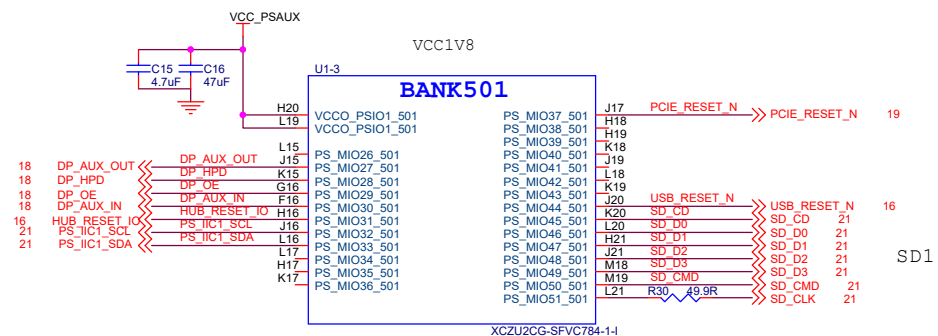 VCC_PSAUX
VCC1V8
C15
4.7uF
C16
47uF
U1-3
BANK501
H20 VCCO_PSIO1_501
L19 VCCO_PSIO1_501
L15 PS_MIO26_501
18 DP_AUX_OUT DP_AUX_OUT J15 PS_MIO27_501
18 DP_HPD DP_HPD K15 PS_MIO28_501
18 DP_OE DP_OE G16 PS_MIO29_501
18 DP_AUX_IN DP_AUX_IN F16 PS_MIO30_501
16 HUB_RESET_IO HUB_RESET_IO H16 PS_MIO31_501
21 PS_IIC1_SCL PS_IIC1_SCL J16 PS_MIO32_501
21 PS_IIC1_SDA PS_IIC1_SDA L16 PS_MIO33_501
L17 PS_MIO34_501
H17 PS_MIO35_501
K17 PS_MIO36_501
PS_MIO37_501 J17 PCIE_RESET_N PCIE_RESET_N 19
PS_MIO38_501 H18
PS_MIO39_501 H19
PS_MIO40_501 K18
PS_MIO41_501 J19
PS_MIO42_501 L18
PS_MIO43_501 K19
PS_MIO44_501 J20 USB_RESET_N USB_RESET_N 16
PS_MIO45_501 K20 SD_CD SD_CD 21
PS_MIO46_501 L20 SD_D0 SD_D0 21
PS_MIO47_501 H21 SD_D1 SD_D1 21
PS_MIO48_501 J21 SD_D2 SD_D2 21
PS_MIO49_501 M18 SD_D3 SD_D3 21
PS_MIO50_501 M19 SD_CMD SD_CMD 21
PS_MIO51_501 L21 R30 49.9R SD_CLK 21
SD1
XCZU2CG-SFVC784-1-I